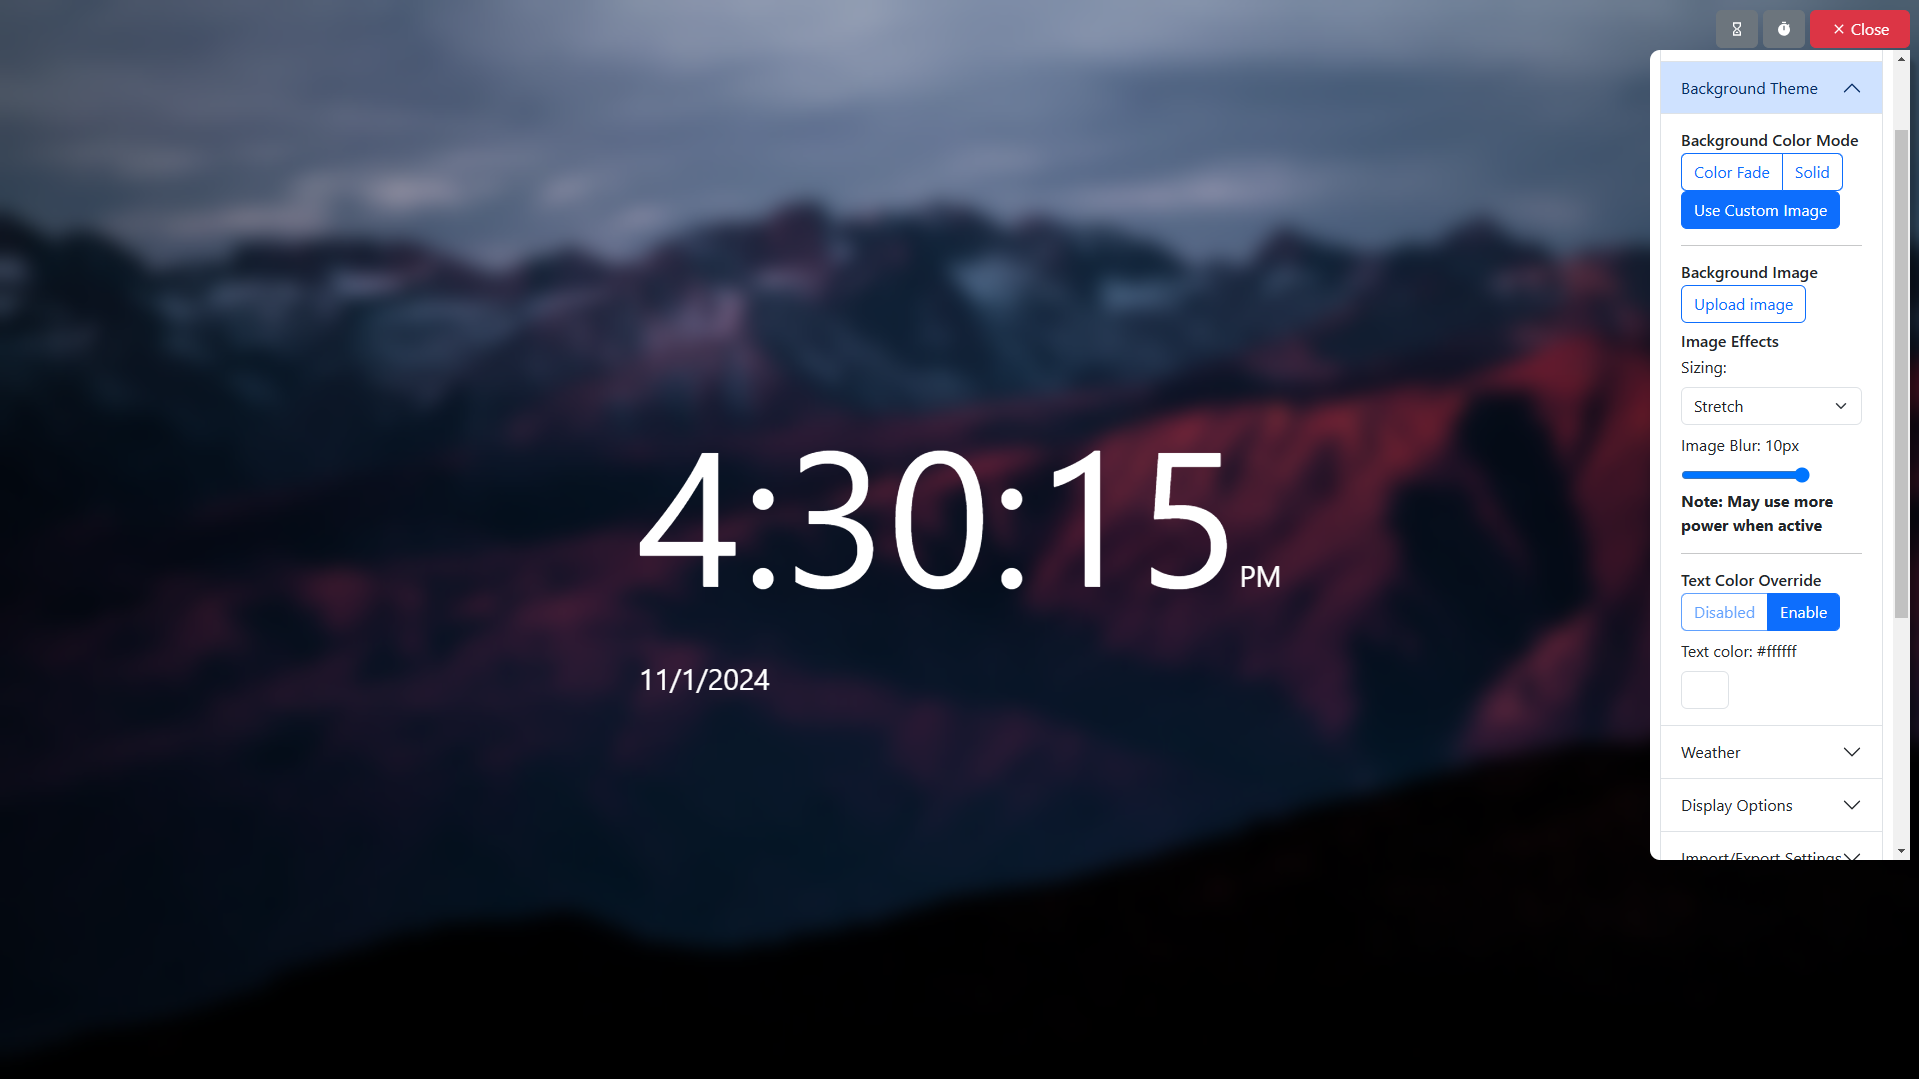 Close
Background Theme
Background Color Mode
Color Fade
Solid
Use Custom Image
Background Image
Upload image
Image Effects
Sizing:
Stretch
Image Blur: 10px
Note: May use more
power when active
Text Color Override
Disabled
Enable
Text color: #ffffff
Weather
Display Options
Import/Export Settings
4:30:15 PM
11/1/2024